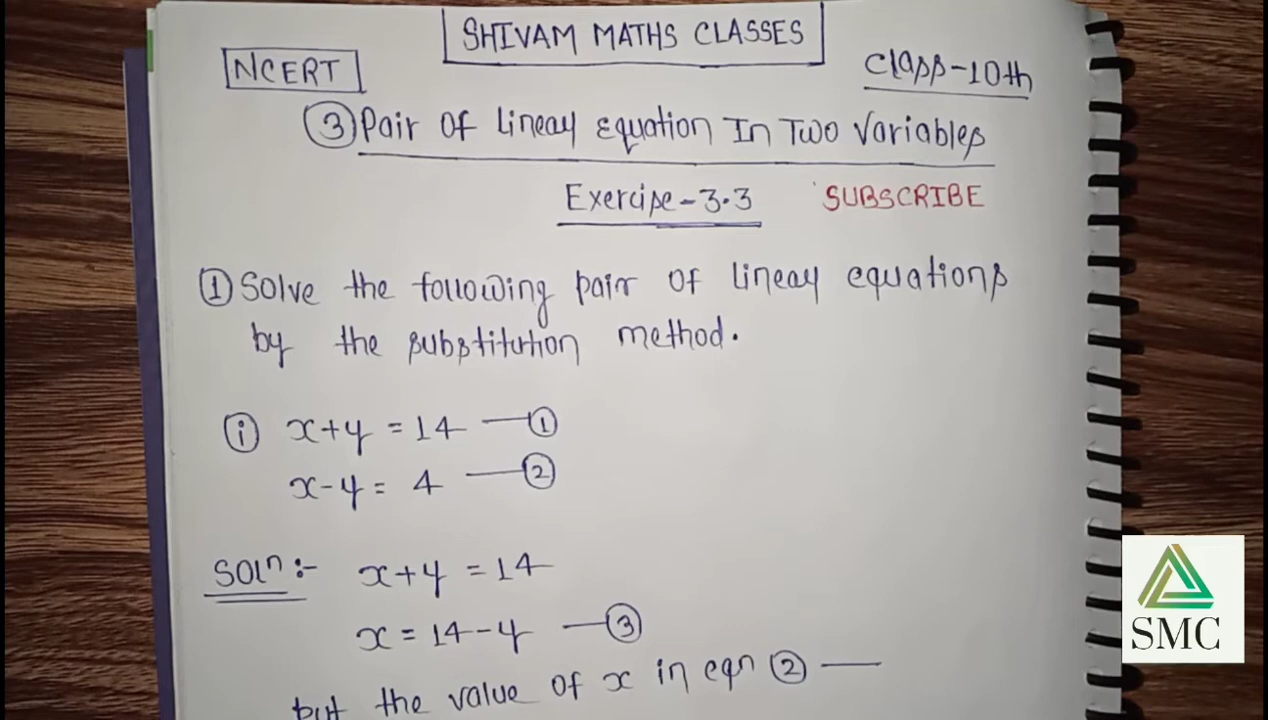 SHIVAM MATHS CLASSES
NCERT
Class-10th
③ Pair of Linear Equation In Two Variables
Exercise-3.3
SUBSCRIBE
① Solve the following pair of linear equations
by the substitution method.
ⓘ x+y = 14 —①
x-y = 4 —②
Solⁿ:- x+y = 14
x = 14-y —③
put the value of x in eqn ② —
SMC